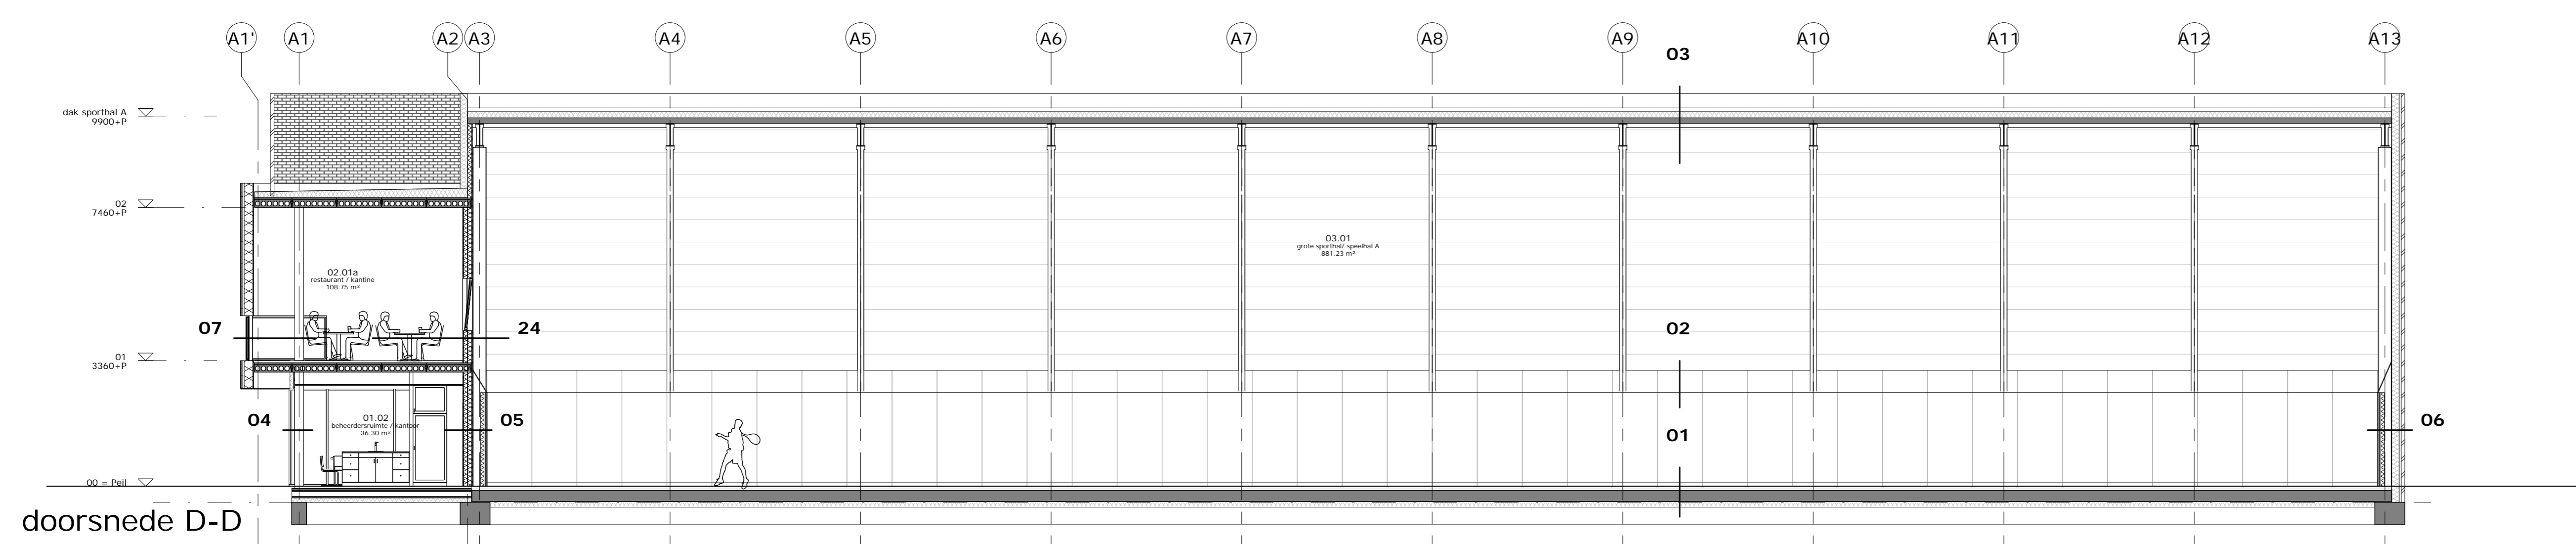 A1'
A1
A2
A3
A4
A5
A6
A7
A8
A9
A10
A11
A12
A13
03
dak sporthal A
9900+P
02
7460+P
03.01
grote sporthal/ speelhal A
881.23 m²
02.01a
restaurant / kantine
108.75 m²
07
24
02
01
3360+P
04
01.02
beheerdersruimte / kantoor
36.30 m²
05
01
06
00 = Peil
doorsnede D-D